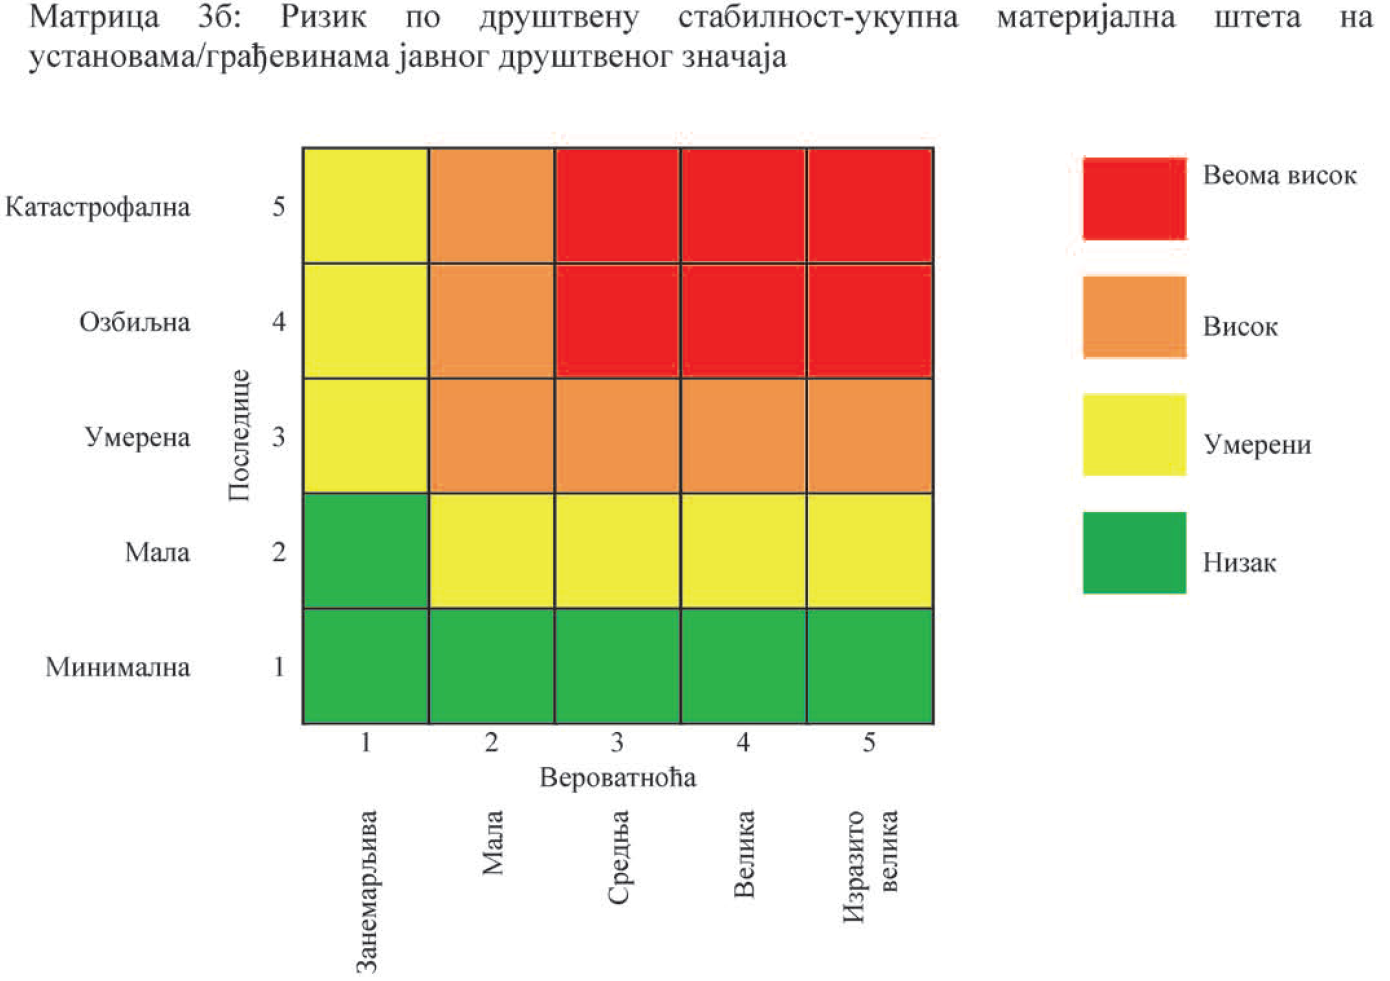 Матрица 3б: Ризик по друштвену стабилност-укупна материјална штета на
установама/грађевинама јавног друштвеног значаја
Катастрофална 5
Озбиљна 4
Умерена 3
Мала 2
Минимална 1
Последице
1 2 3 4 5
Вероватноћа
Занемарљива
Мала
Средња
Велика
Изразито
велика
Веома висок
Висок
Умерени
Низак